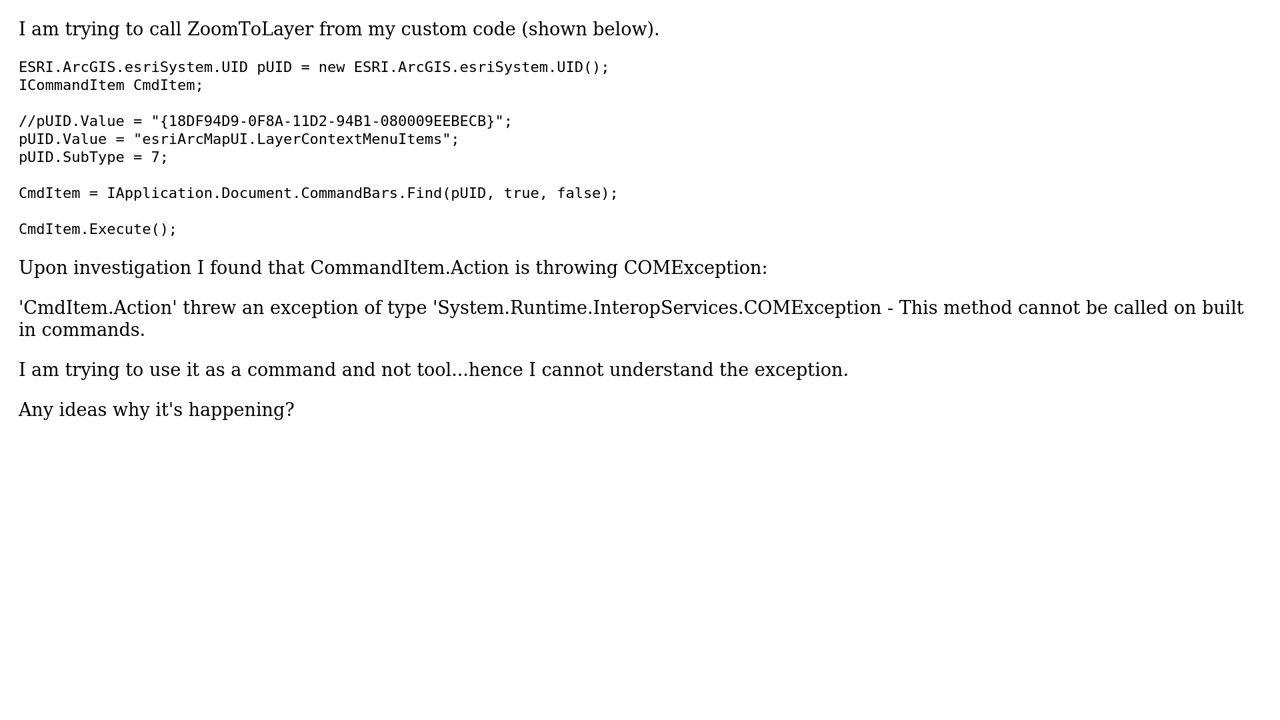 I am trying to call ZoomToLayer from my custom code (shown below).
ESRI.ArcGIS.esriSystem.UID pUID = new ESRI.ArcGIS.esriSystem.UID();
ICommandItem CmdItem;
//pUID.Value = "{18DF94D9-0F8A-11D2-94B1-080009EEBECB}";
pUID.Value = "esriArcMapUI.LayerContextMenuItems";
pUID.SubType = 7;
CmdItem = IApplication.Document.CommandBars.Find(pUID, true, false);
CmdItem.Execute();
Upon investigation I found that CommandItem.Action is throwing COMException:
'CmdItem.Action' threw an exception of type 'System.Runtime.InteropServices.COMException - This method cannot be called on built
in commands.
I am trying to use it as a command and not tool...hence I cannot understand the exception.
Any ideas why it's happening?